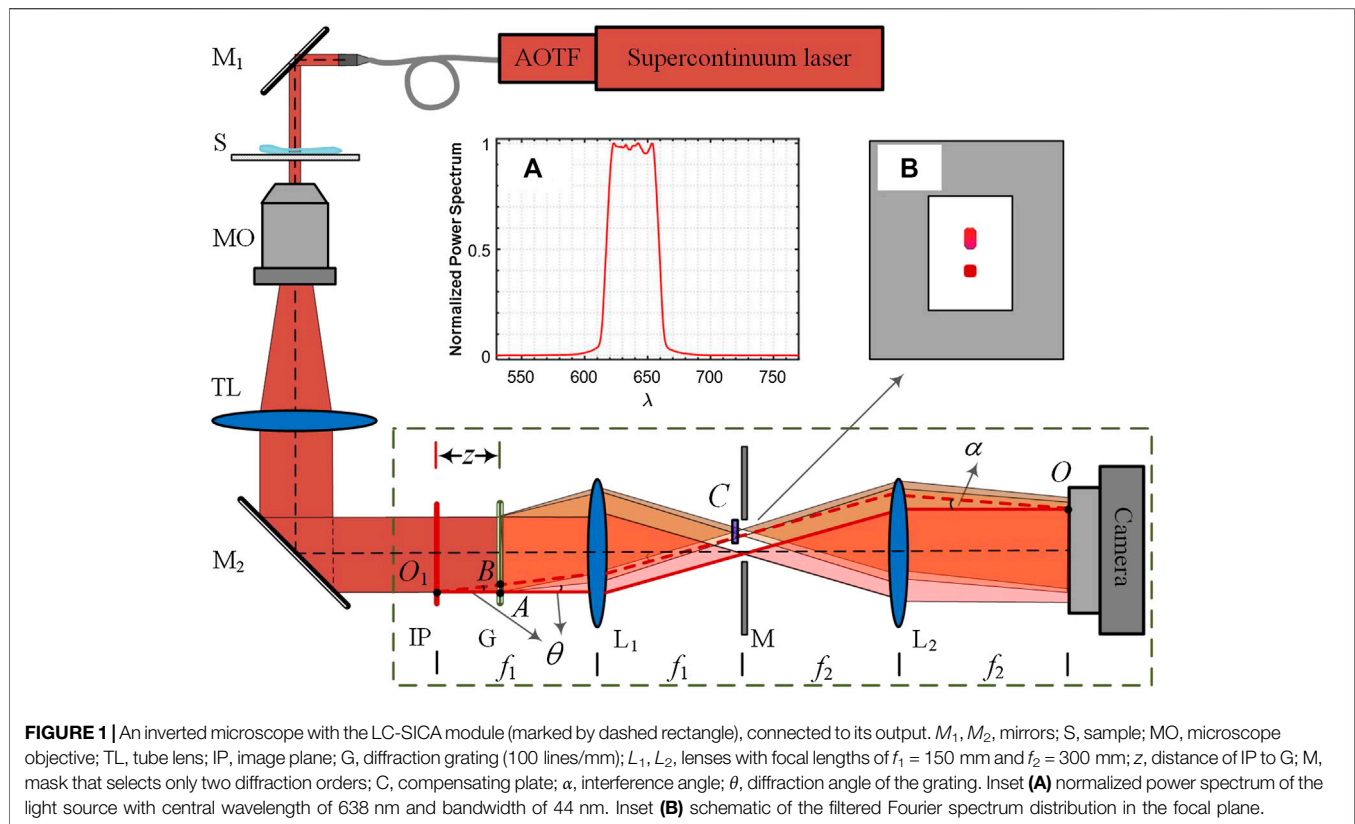 M1
AOTF
Supercontinuum laser
S
MO
TL
M2
A
Normalized Power Spectrum
1
0.5
0
550
600
650
700
750
λ
B
z
O1
B
A
C
α
O
Camera
IP
G
θ
L1
M
L2
f1
f1
f2
f2
FIGURE 1 | An inverted microscope with the LC-SICA module (marked by dashed rectangle), connected to its output. M1, M2, mirrors; S, sample; MO, microscope
objective; TL, tube lens; IP, image plane; G, diffraction grating (100 lines/mm); L1, L2, lenses with focal lengths of f1 = 150 mm and f2 = 300 mm; z, distance of IP to G; M,
mask that selects only two diffraction orders; C, compensating plate; α, interference angle; θ, diffraction angle of the grating. Inset (A) normalized power spectrum of the
light source with central wavelength of 638 nm and bandwidth of 44 nm. Inset (B) schematic of the filtered Fourier spectrum distribution in the focal plane.